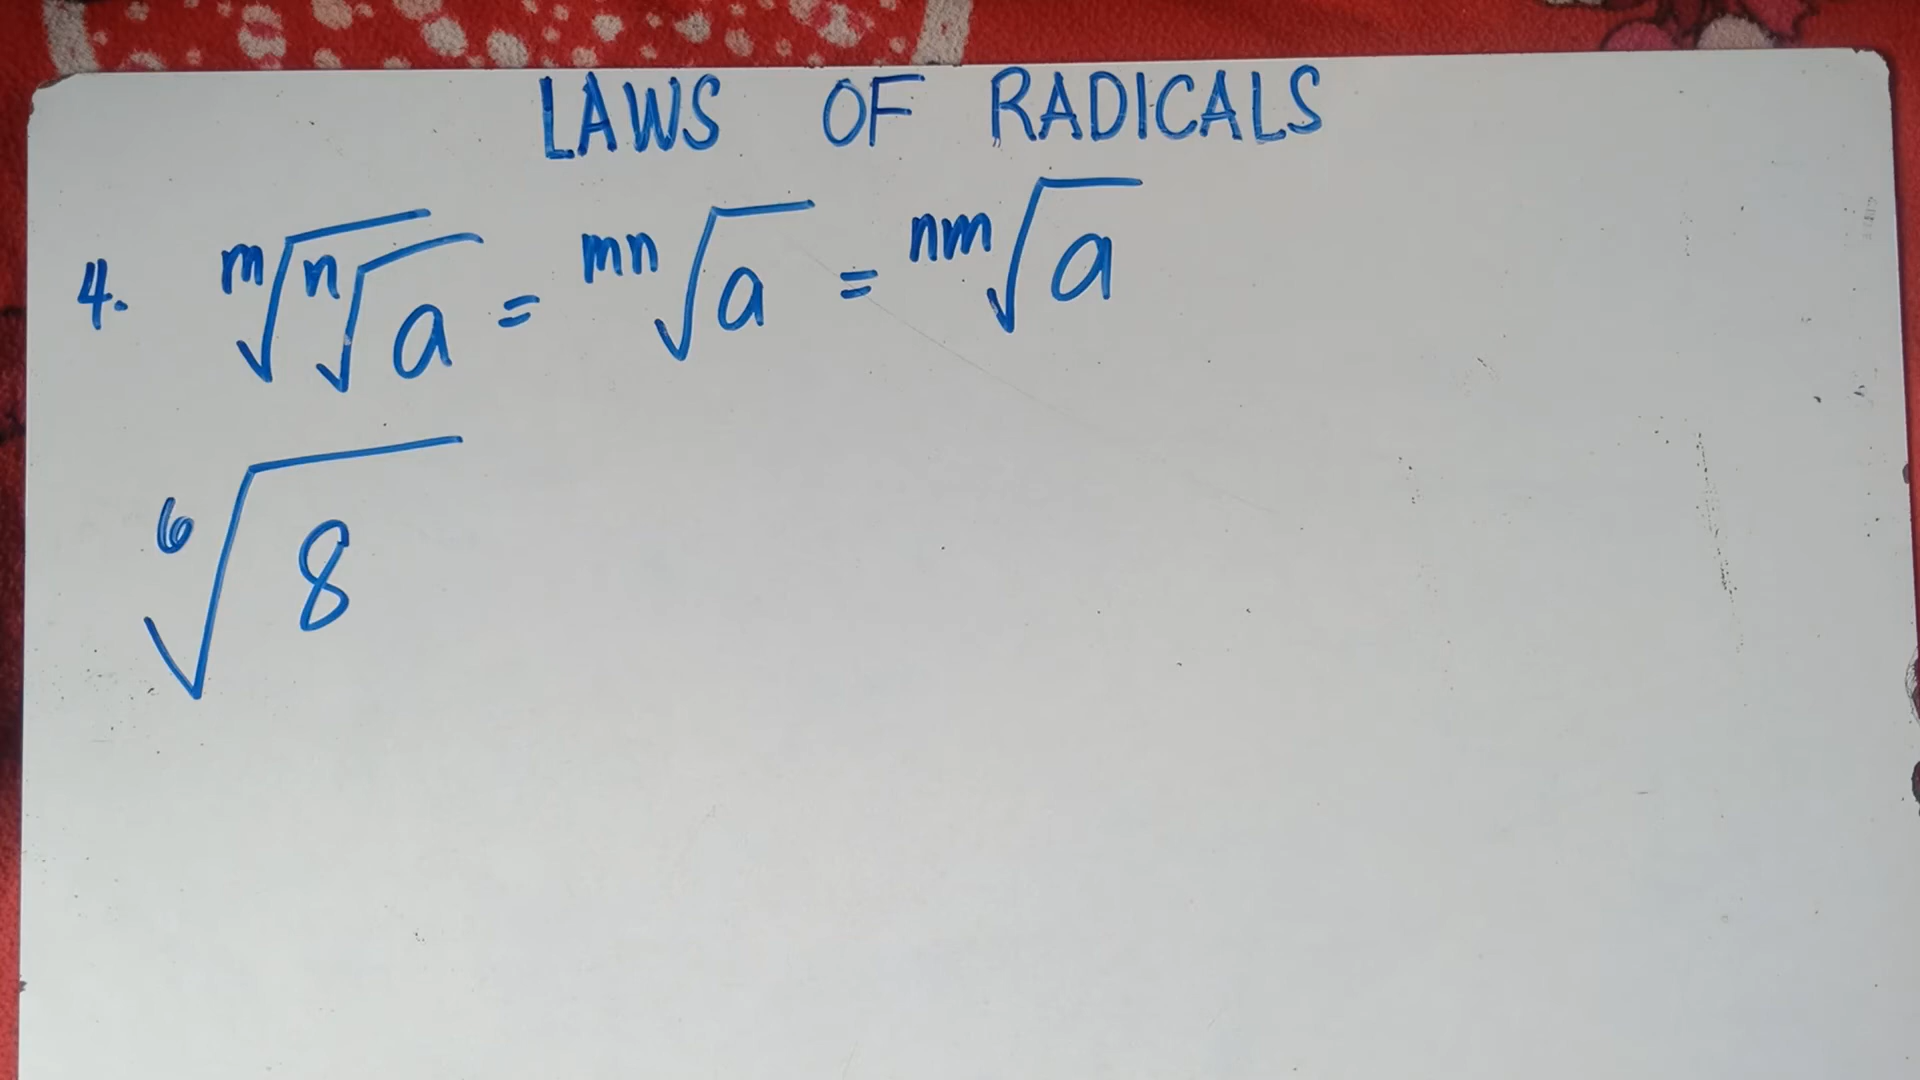 LAWS OF RADICALS
4. ᵐ√ⁿ√a = ᵐⁿ√a = ⁿᵐ√a
⁶√8